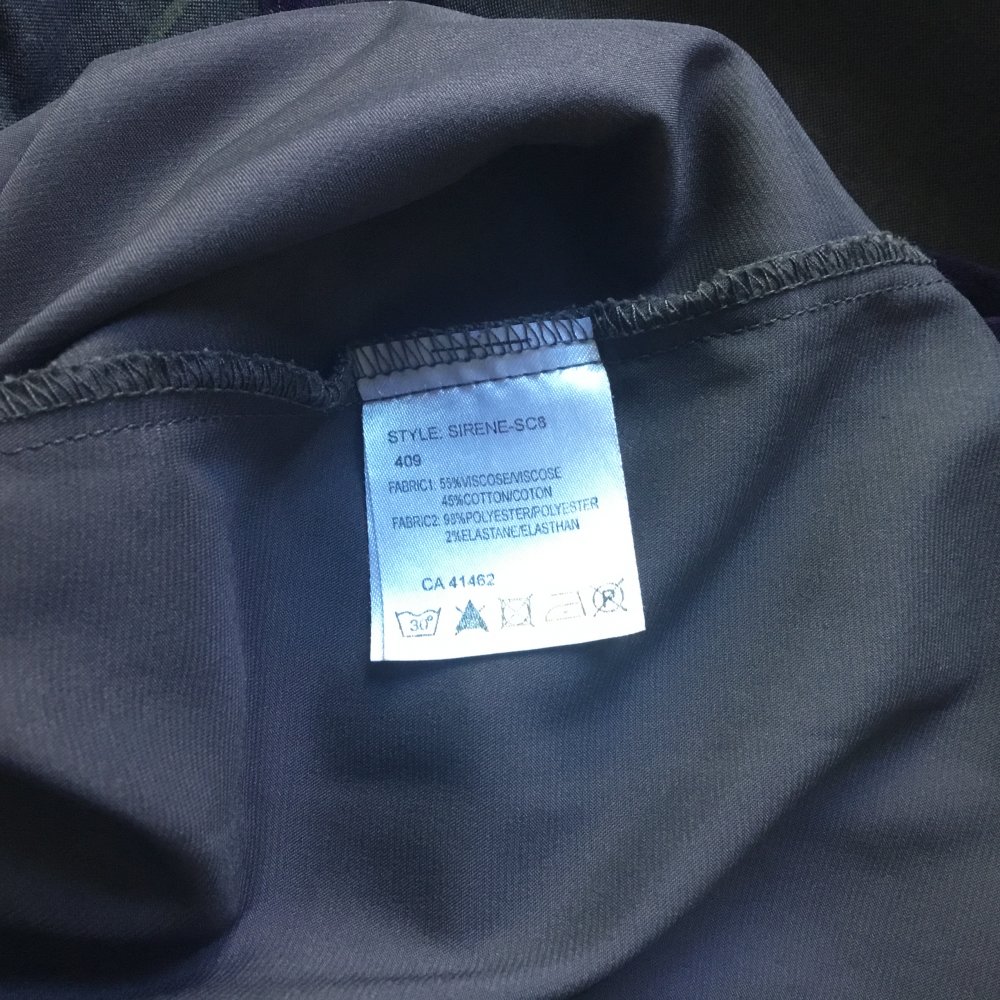 STYLE: SIRENE-SC8
409
FABRIC1: 55%VISCOSE/VISCOSE
45%COTTON/COTON
FABRIC2: 98%POLYESTER/POLYESTER
2%ELASTANE/ELASTHAN
CA 41462
30° P